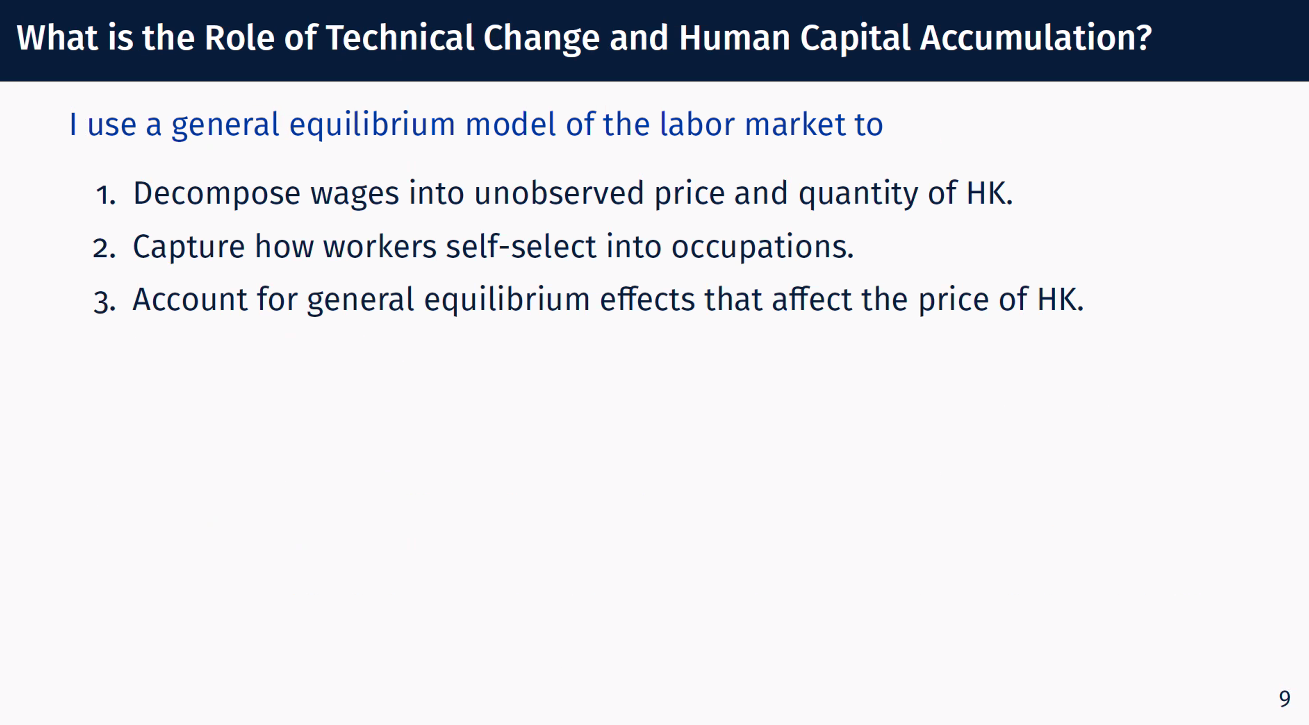 What is the Role of Technical Change and Human Capital Accumulation?
I use a general equilibrium model of the labor market to
1. Decompose wages into unobserved price and quantity of HK.
2. Capture how workers self-select into occupations.
3. Account for general equilibrium effects that affect the price of HK.
9